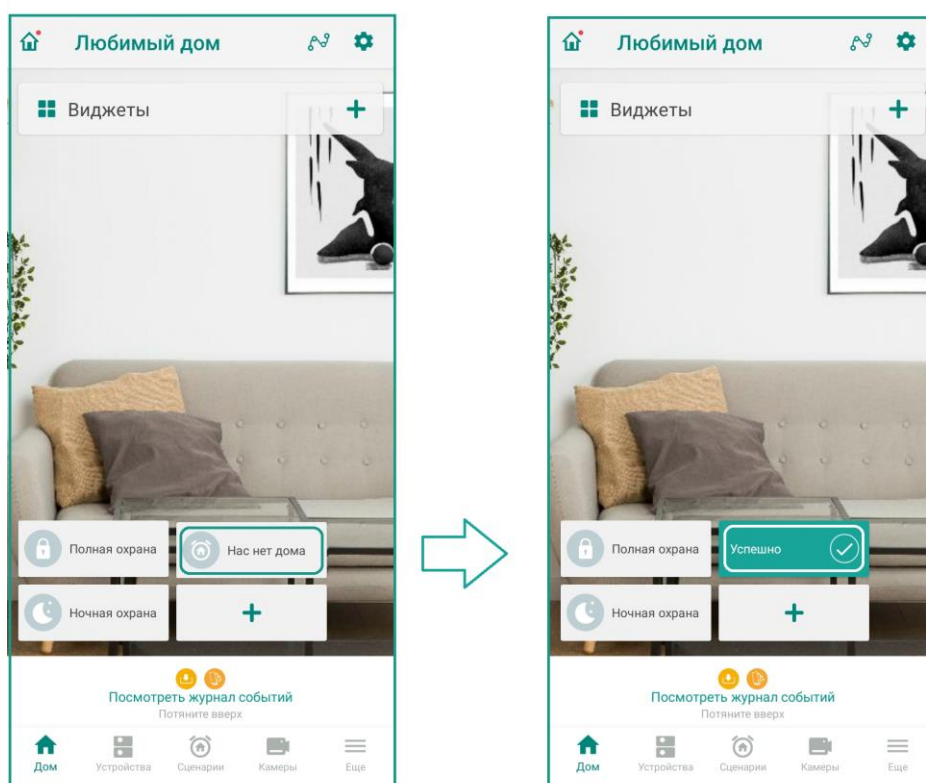 Любимый дом
Виджеты
Полная охрана
Нас нет дома
Ночная охрана
Посмотреть журнал событий
Потяните вверх
Дом
Устройства
Сценарии
Камеры
Еще
Любимый дом
Виджеты
Полная охрана
Успешно
Ночная охрана
Посмотреть журнал событий
Потяните вверх
Дом
Устройства
Сценарии
Камеры
Еще